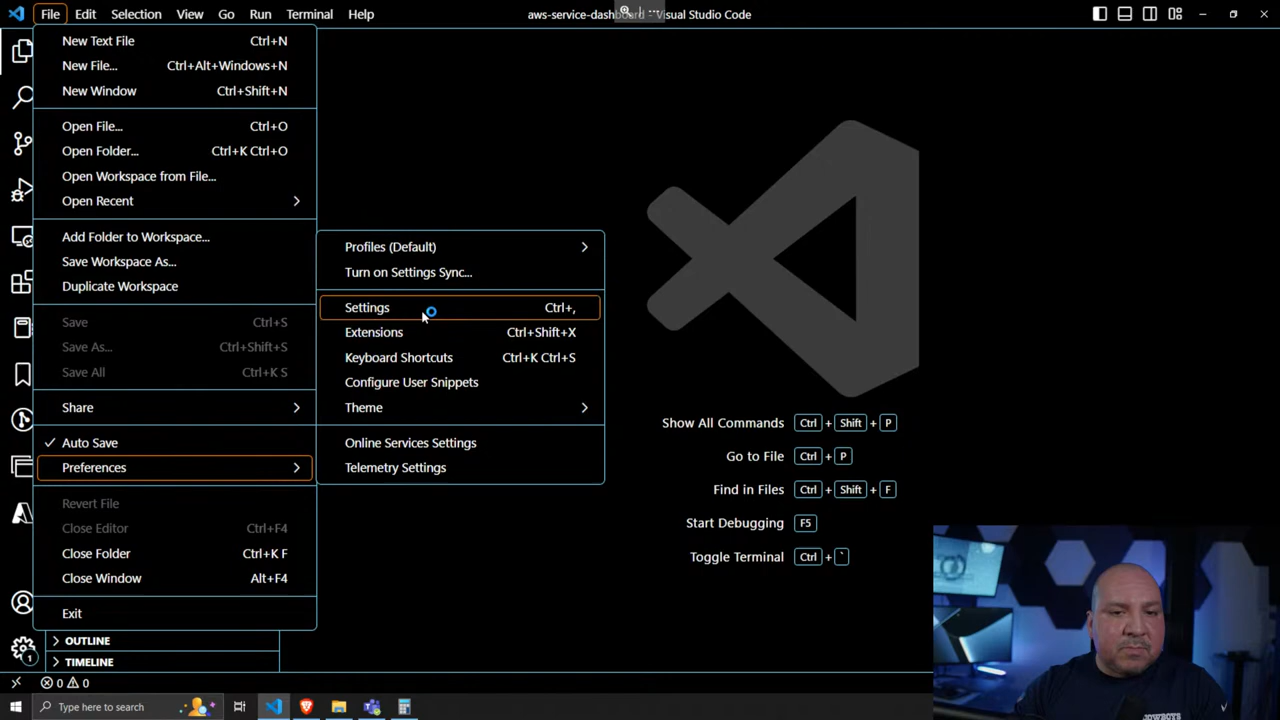 File Edit Selection View Go Run Terminal Help
New Text File Ctrl+N
New File... Ctrl+Alt+Windows+N
New Window Ctrl+Shift+N
Open File... Ctrl+O
Open Folder... Ctrl+K Ctrl+O
Open Workspace from File...
Open Recent
Add Folder to Workspace...
Save Workspace As...
Duplicate Workspace
Save Ctrl+S
Save As... Ctrl+Shift+S
Save All Ctrl+K S
Share
Auto Save
Preferences
Revert File
Close Editor Ctrl+F4
Close Folder Ctrl+K F
Close Window Alt+F4
Exit
Profiles (Default)
Turn on Settings Sync...
Settings Ctrl+,
Extensions Ctrl+Shift+X
Keyboard Shortcuts Ctrl+K Ctrl+S
Configure User Snippets
Theme
Online Services Settings
Telemetry Settings
Show All Commands Ctrl + Shift + P
Go to File Ctrl + P
Find in Files Ctrl + Shift + F
Start Debugging F5
Toggle Terminal Ctrl + `
1
OUTLINE
TIMELINE
0 0
Type here to search
COWBOYS